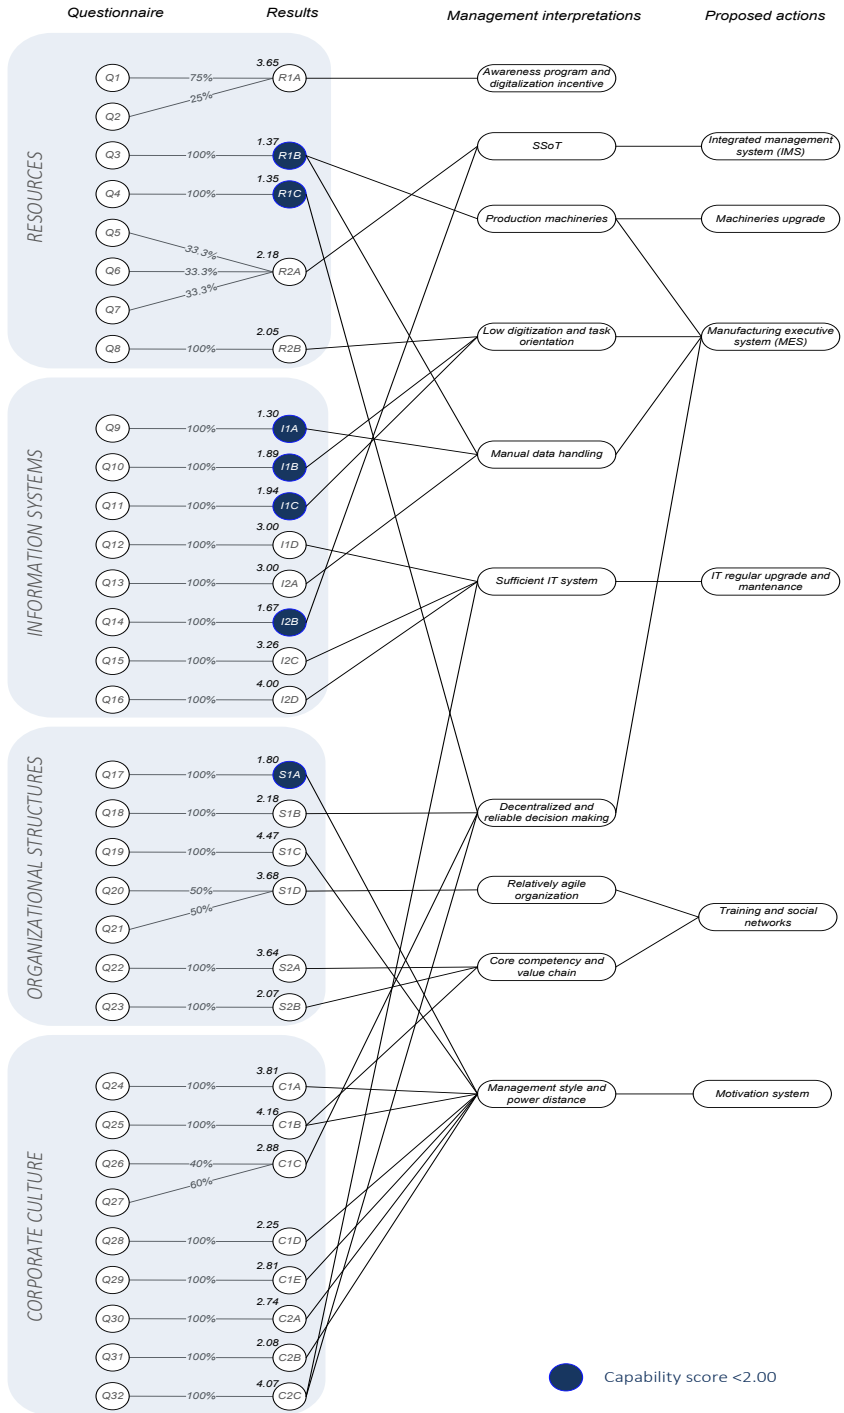 Questionnaire Results Management interpretations Proposed actions
RESOURCES
Q1 75% 3.65 R1A Awareness program and
digitalization incentive
Q2 25%
Q3 100% 1.37 R1B SSoT Integrated management
system (IMS)
Q4 100% 1.35 R1C
Q5 33.3% Production machineries Machineries upgrade
Q6 33.3% 2.18 R2A
Q7 33.3%
Q8 100% 2.05 R2B Low digitization and task
orientation
Manufacturing executive
system (MES)
INFORMATION SYSTEMS
Q9 100% 1.30 I1A
Q10 100% 1.89 I1B Manual data handling
Q11 100% 1.94 I1C
Q12 100% 3.00 I1D
Q13 100% 3.00 I2A Sufficient IT system IT regular upgrade and
mantenance
Q14 100% 1.67 I2B
Q15 100% 3.26 I2C
Q16 100% 4.00 I2D
ORGANIZATIONAL STRUCTURES
Q17 100% 1.80 S1A
Q18 100% 2.18 S1B Decentralized and
reliable decision making
Q19 100% 4.47 S1C
Q20 50% 3.68 S1D Relatively agile
organization
Q21 50% Training and social
networks
Q22 100% 3.64 S2A Core competency and
value chain
Q23 100% 2.07 S2B
CORPORATE CULTURE
Q24 100% 3.81 C1A Management style and
power distance
Motivation system
Q25 100% 4.16 C1B
Q26 40% 2.88 C1C
Q27 60%
Q28 100% 2.25 C1D
Q29 100% 2.81 C1E
Q30 100% 2.74 C2A
Q31 100% 2.08 C2B
Q32 100% 4.07 C2C
Capability score <2.00